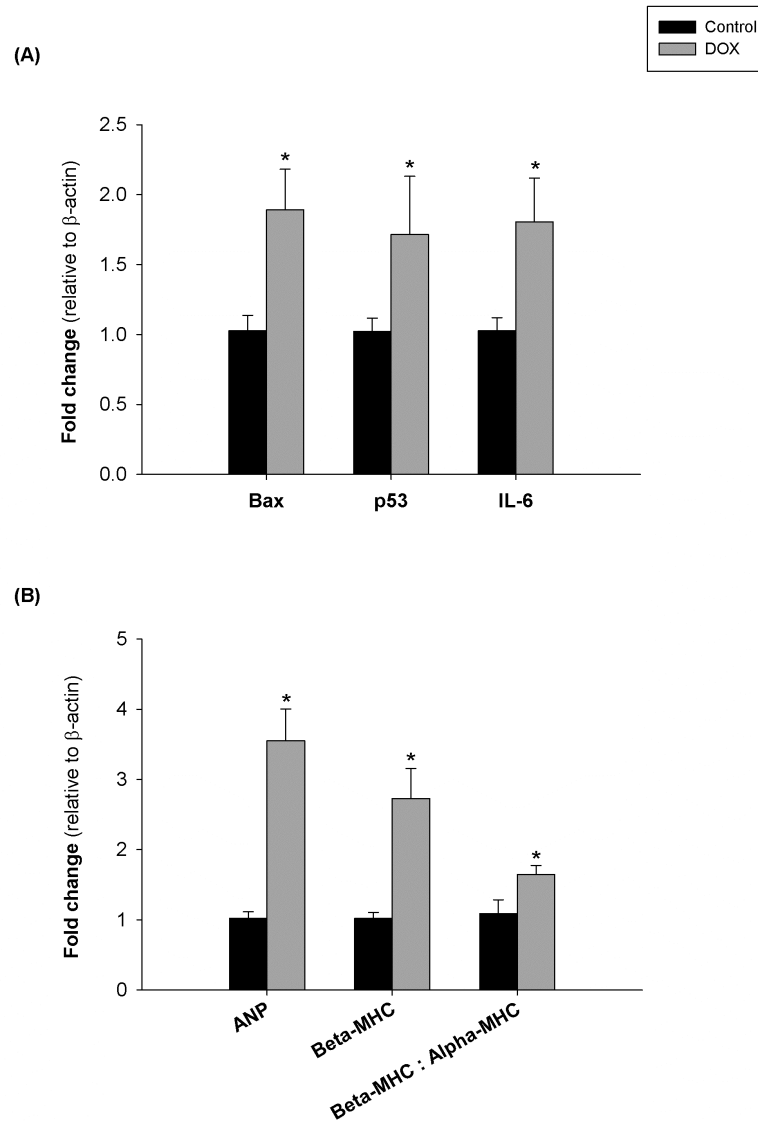 Control
DOX
(A)
2.5
2.0
1.5
1.0
0.5
0.0
Fold change (relative to β-actin)
*
*
*
Bax
p53
IL-6
(B)
5
4
3
2
1
0
Fold change (relative to β-actin)
*
*
*
ANP
Beta-MHC
Beta-MHC : Alpha-MHC